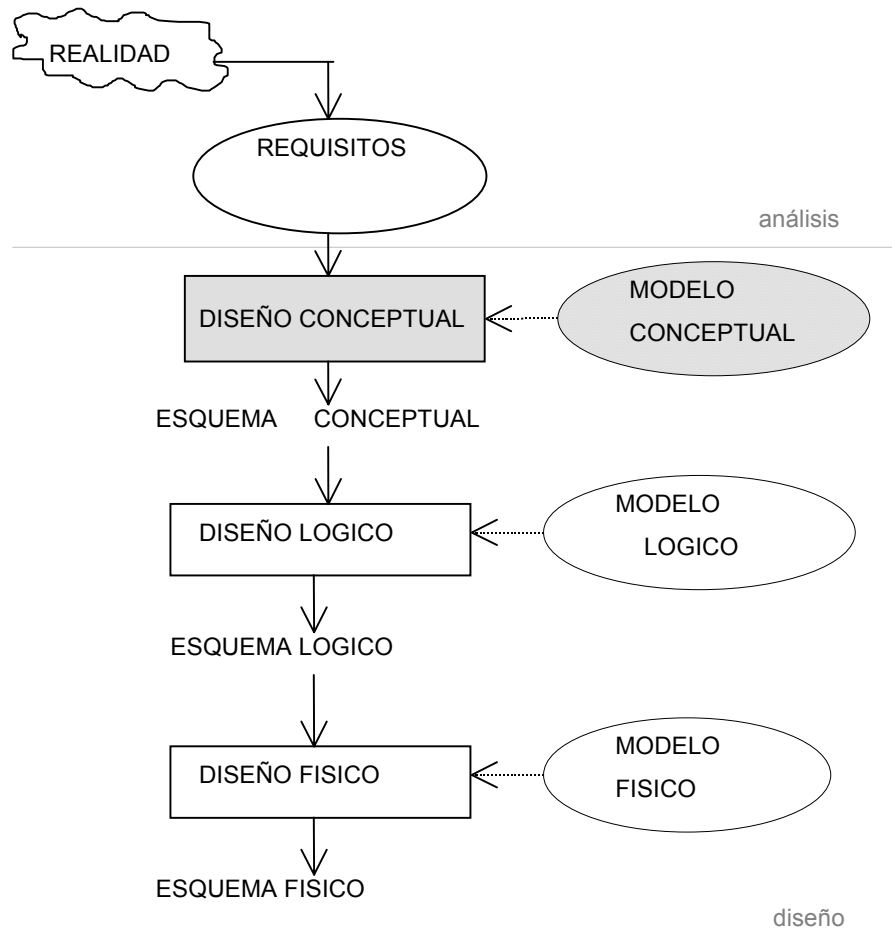 REALIDAD
REQUISITOS
análisis
DISEÑO CONCEPTUAL
MODELO
CONCEPTUAL
ESQUEMA CONCEPTUAL
DISEÑO LOGICO
MODELO
LOGICO
ESQUEMA LOGICO
DISEÑO FISICO
MODELO
FISICO
ESQUEMA FISICO
diseño